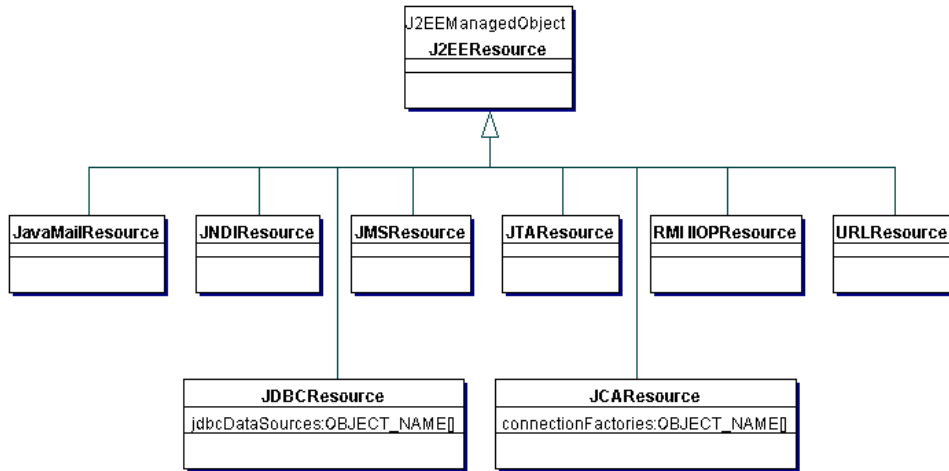 J2EEManagedObject
J2EEResource
JavaMailResource
JNDIResource
JMSResource
JTAResource
RMI IIOPResource
URLResource
JDBCResource
jdbcDataSources:OBJECT_NAME[]
JCAResource
connectionFactories:OBJECT_NAME[]